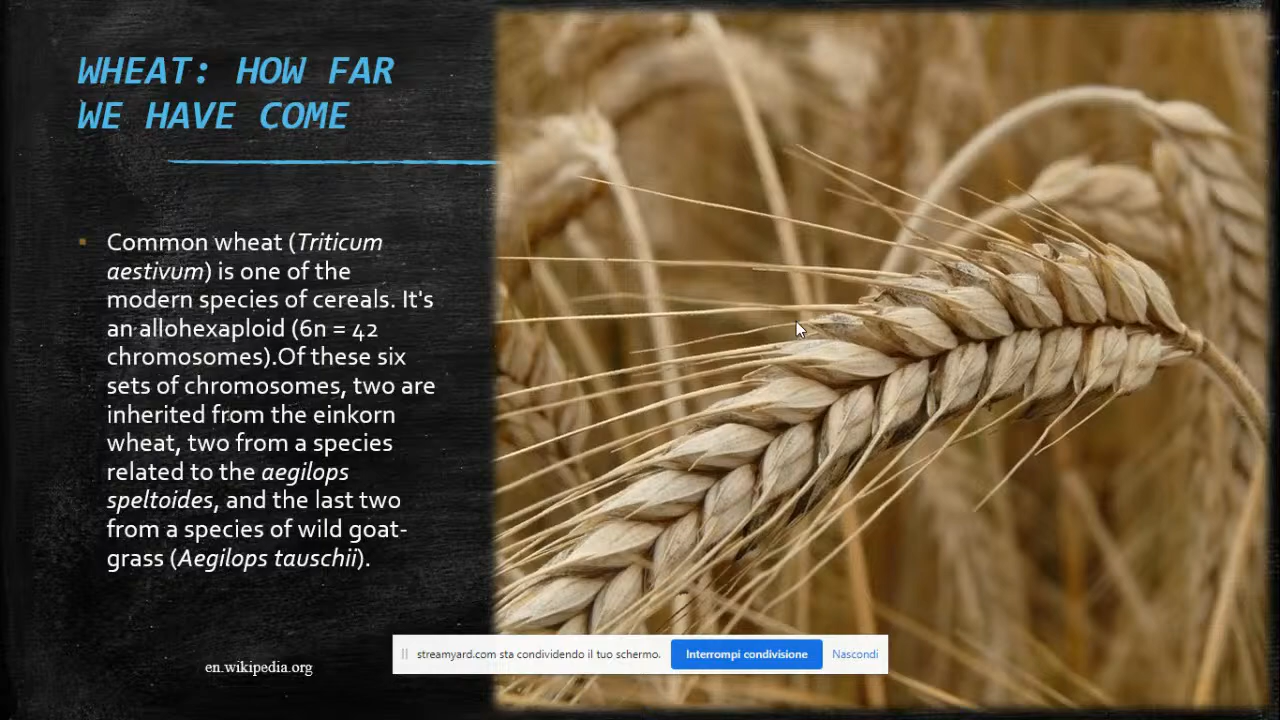 WHEAT: HOW FAR
WE HAVE COME
▪ Common wheat (Triticum
aestivum) is one of the
modern species of cereals. It's
an allohexaploid (6n = 42
chromosomes).Of these six
sets of chromosomes, two are
inherited from the einkorn
wheat, two from a species
related to the aegilops
speltoides, and the last two
from a species of wild goat-
grass (Aegilops tauschii).
en.wikipedia.org
streamyard.com sta condividendo il tuo schermo. Interrompi condivisione Nascondi